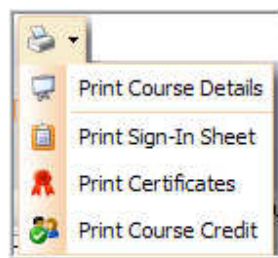 Print Course Details
Print Sign-In Sheet
Print Certificates
Print Course Credit